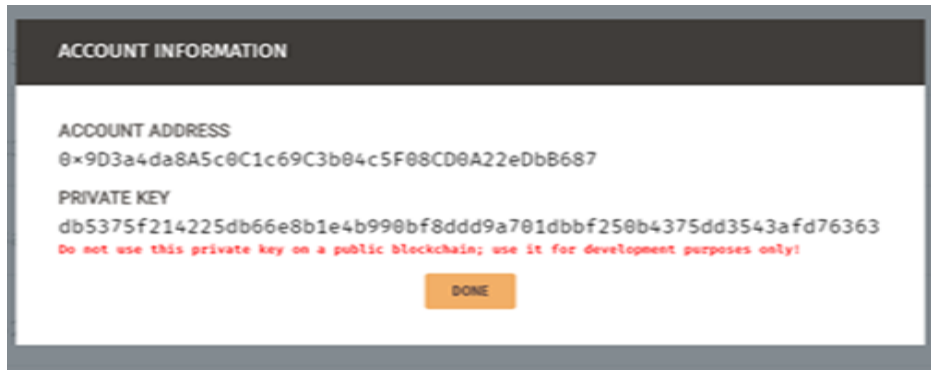 ACCOUNT INFORMATION
ACCOUNT ADDRESS
0×9D3a4da8A5c0C1c69C3b04c5F08CD0A22eDbB687
PRIVATE KEY
db5375f214225db66e8b1e4b990bf8ddd9a701dbbf250b4375dd3543afd76363
Do not use this private key on a public blockchain; use it for development purposes only!
DONE